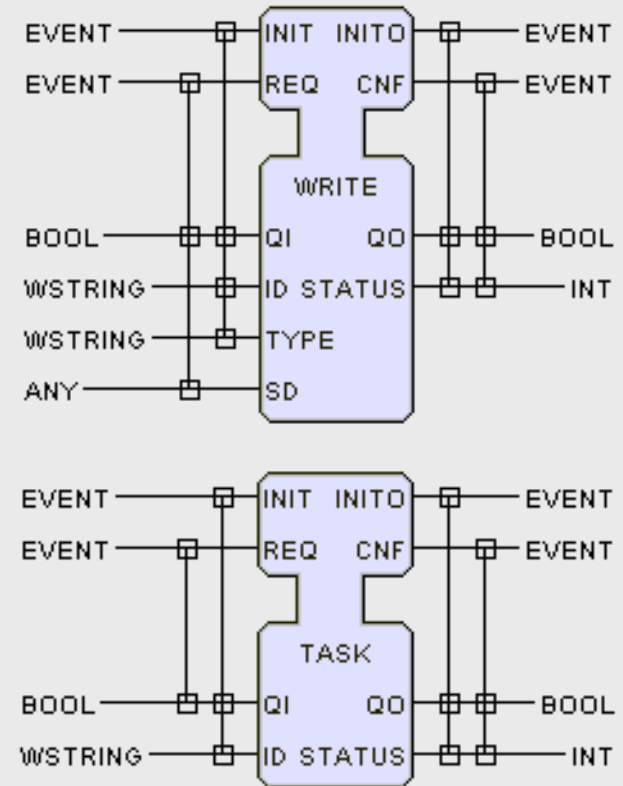 EVENT INIT INITO EVENT
EVENT REQ CNF EVENT
WRITE
BOOL QI QO BOOL
WSTRING ID STATUS INT
WSTRING TYPE
ANY SD
EVENT INIT INITO EVENT
EVENT REQ CNF EVENT
TASK
BOOL QI QO BOOL
WSTRING ID STATUS INT